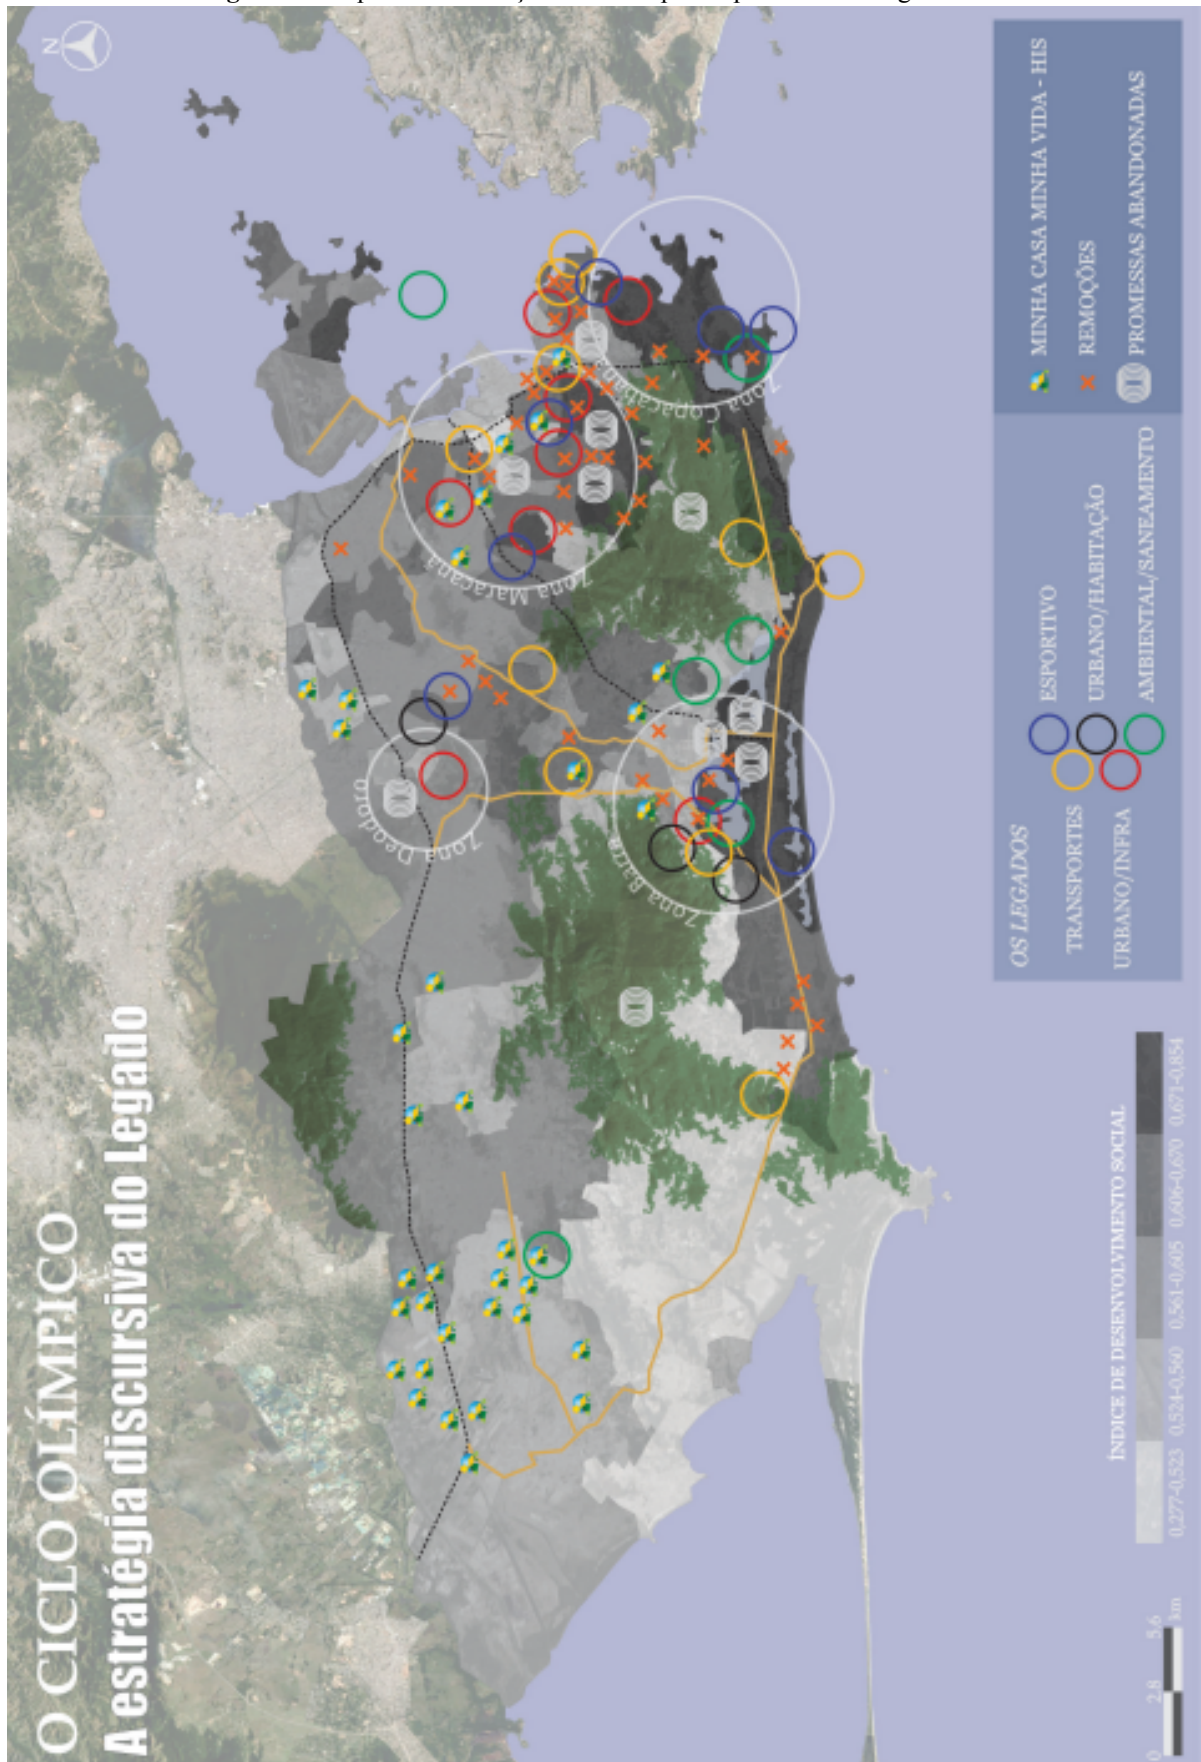 O CICLO OLÍMPICO
A estratégia discursiva do Legado
N
Zona Deodoro
Zona Maracanã
Zona Barra
Zona Copacabana
0 2.8 5.6
km
ÍNDICE DE DESENVOLVIMENTO SOCIAL
0,277-0,523 0,524-0,560 0,561-0,605 0,606-0,670 0,671-0,854
OS LEGADOS
ESPORTIVO
TRANSPORTES
URBANO/HABITAÇÃO
URBANO/INFRA
AMBIENTAL/SANEAMENTO
MINHA CASA MINHA VIDA - HIS
REMOÇÕES
PROMESSAS ABANDONADAS